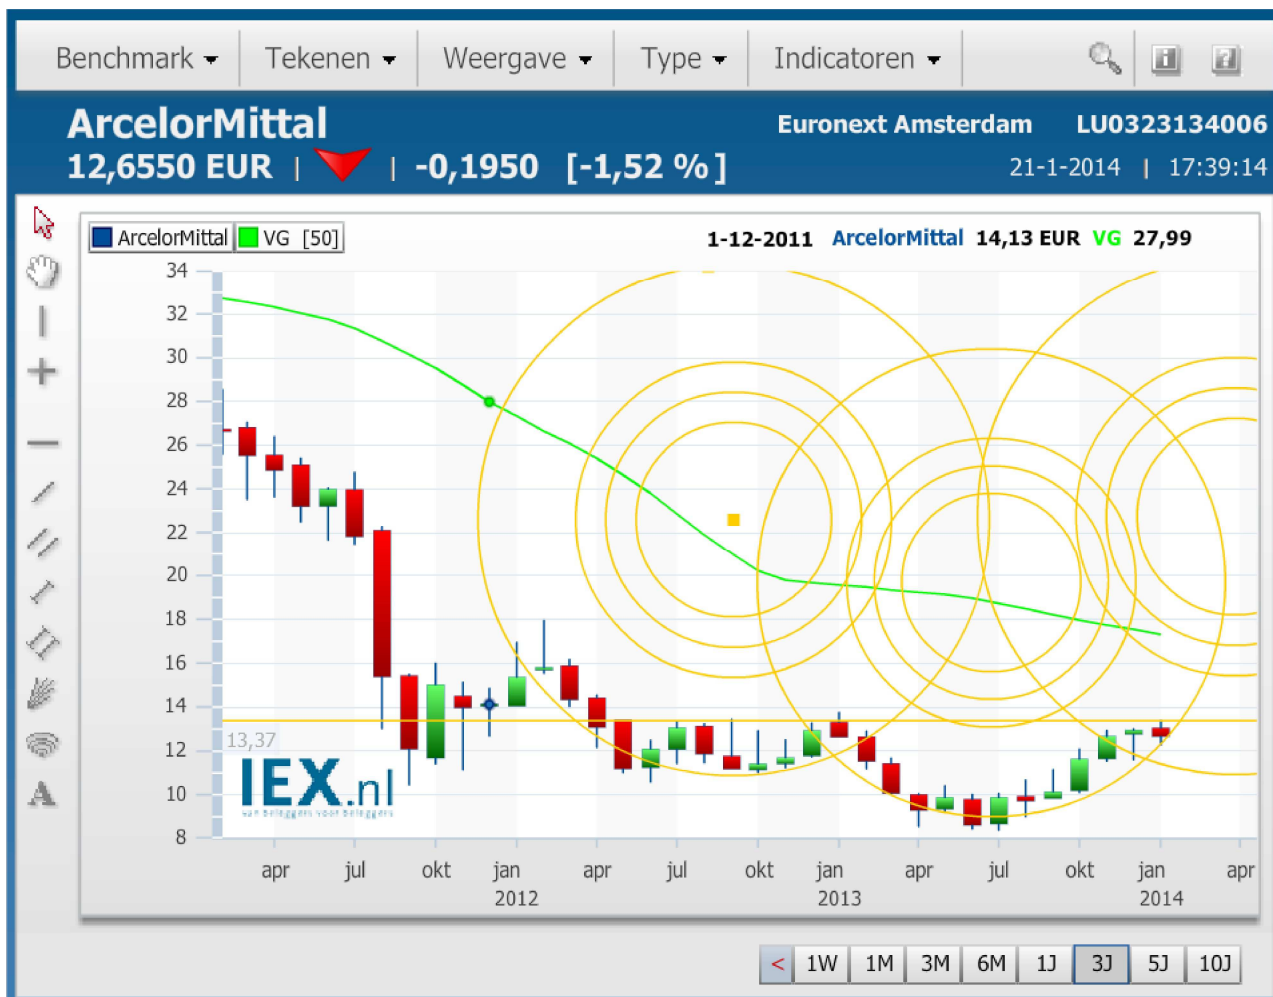 Benchmark Tekenen Weergave Type Indicatoren
ArcelorMittal Euronext Amsterdam LU0323134006
12,6550 EUR | | -0,1950 [-1,52 %] 21-1-2014 | 17:39:14
ArcelorMittal VG [50] 1-12-2011 ArcelorMittal 14,13 EUR VG 27,99
34
32
30
28
26
24
22
20
18
16
14
12
10
8
13,37
IEX.nl
van beleggers voor beleggers
A
apr jul okt jan apr jul okt jan apr jul okt jan apr
2012 2013 2014
< 1W 1M 3M 6M 1J 3J 5J 10J